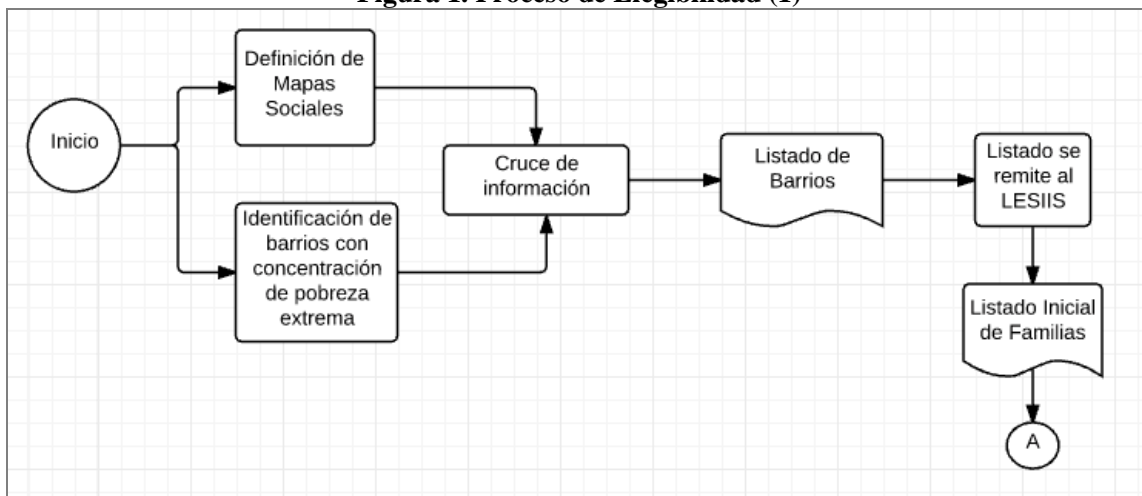 Figura 1. Proceso de Elegibilidad (1)
Inicio
Definición de
Mapas
Sociales
Identificación de
barrios con
concentración
de pobreza
extrema
Cruce de
información
Listado de
Barrios
Listado se
remite al
LESIIS
Listado Inicial
de Familias
A